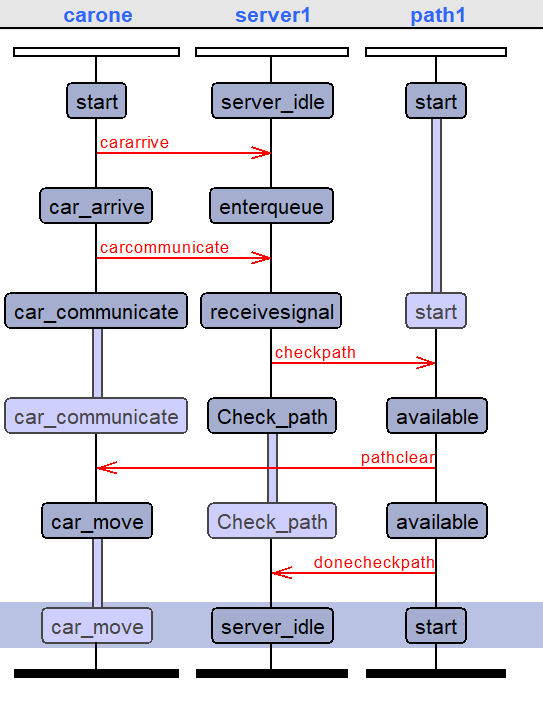 carone server1 path1
start server_idle start
cararrive
car_arrive enterqueue
carcommunicate
car_communicate receivesignal start
checkpath
car_communicate Check_path available
pathclear
car_move Check_path available
donecheckpath
car_move server_idle start